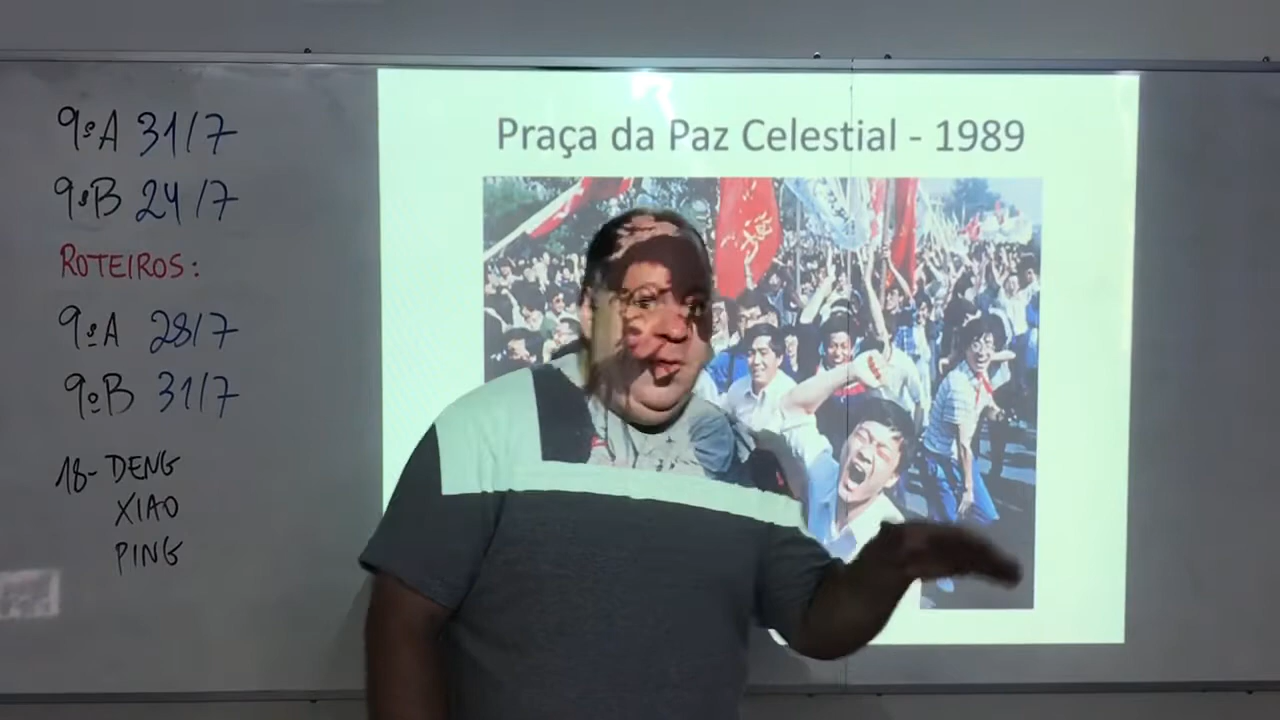 9ºA 31/7
9ºB 24/7
ROTEIROS:
9ºA 28/7
9ºB 31/7
18- DENG
XIAO
PING
Praça da Paz Celestial - 1989